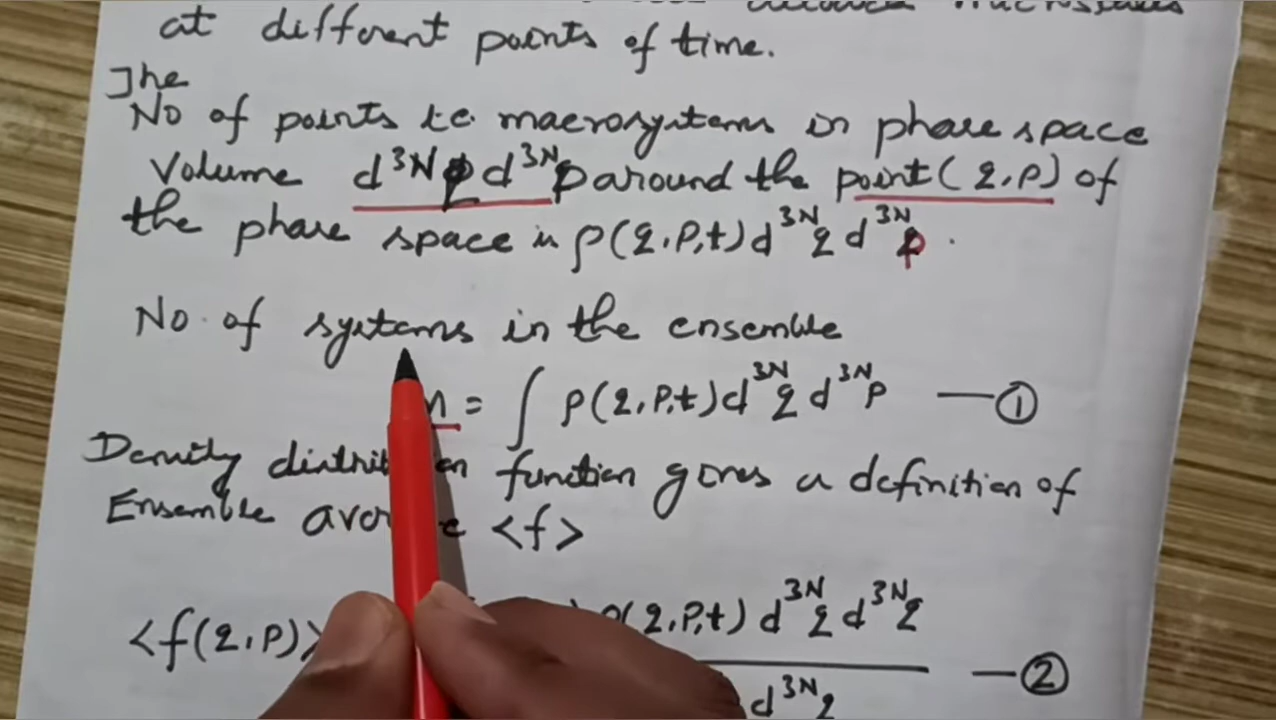 at different points of time.
The
No of points ie. macrosystems in phase space
Volume d³ᴺq d³ᴺp around the point (q,p) of
the phase space is ρ(q,p,t) d³ᴺq d³ᴺp .
No. of systems in the ensemble
n = ∫ ρ(q,p,t) d³ᴺq d³ᴺp — ①
Density function gives a definition of
Ensemble <f>
<f(q,p)> ρ(q,p,t) d³ᴺq d³ᴺq — ②
d³ᴺq